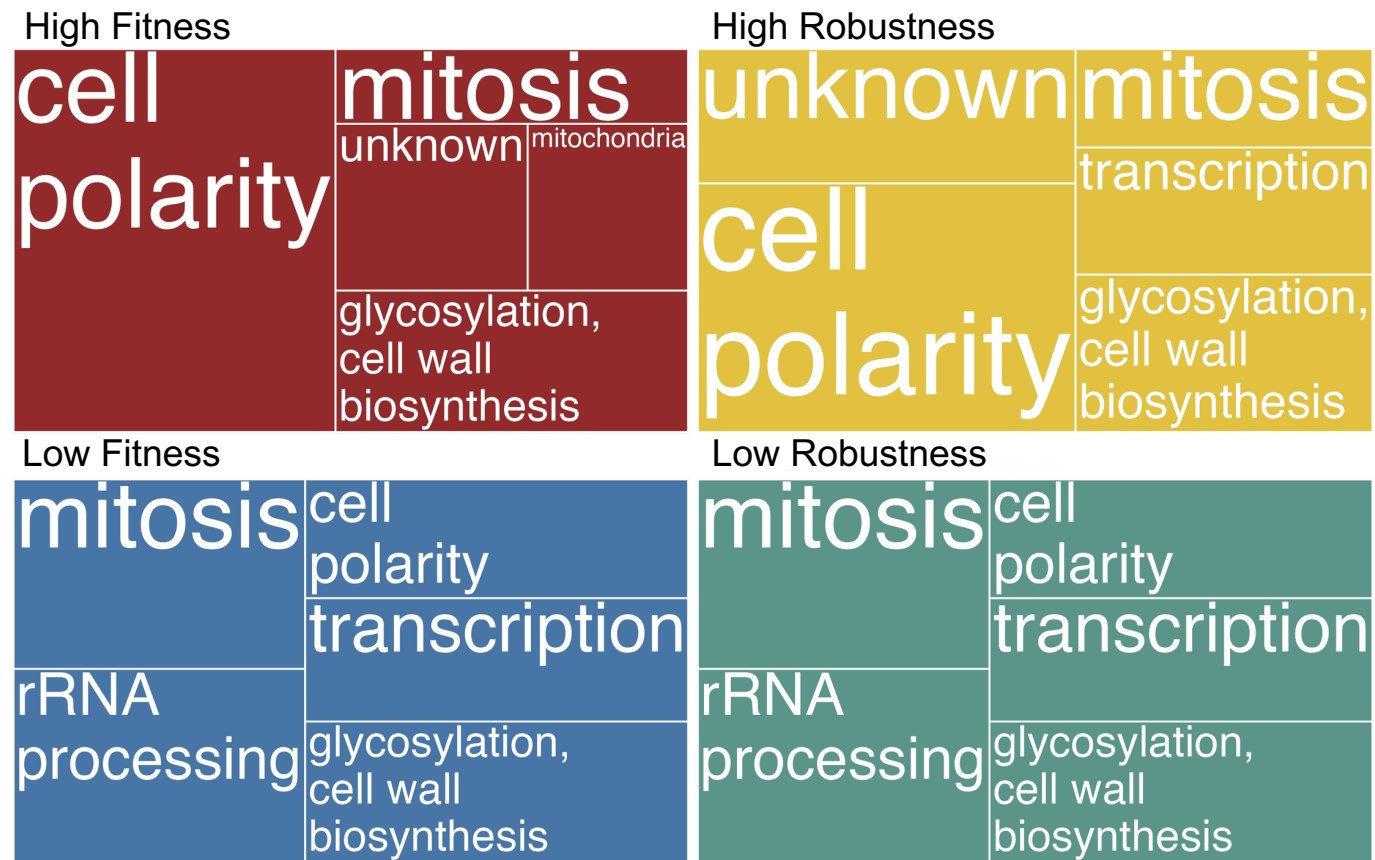 High Fitness
cell
polarity
mitosis
unknown
mitochondria
glycosylation,
cell wall
biosynthesis
High Robustness
unknown
cell
polarity
mitosis
transcription
glycosylation,
cell wall
biosynthesis
Low Fitness
mitosis
rRNA
processing
cell
polarity
transcription
glycosylation,
cell wall
biosynthesis
Low Robustness
mitosis
rRNA
processing
cell
polarity
transcription
glycosylation,
cell wall
biosynthesis